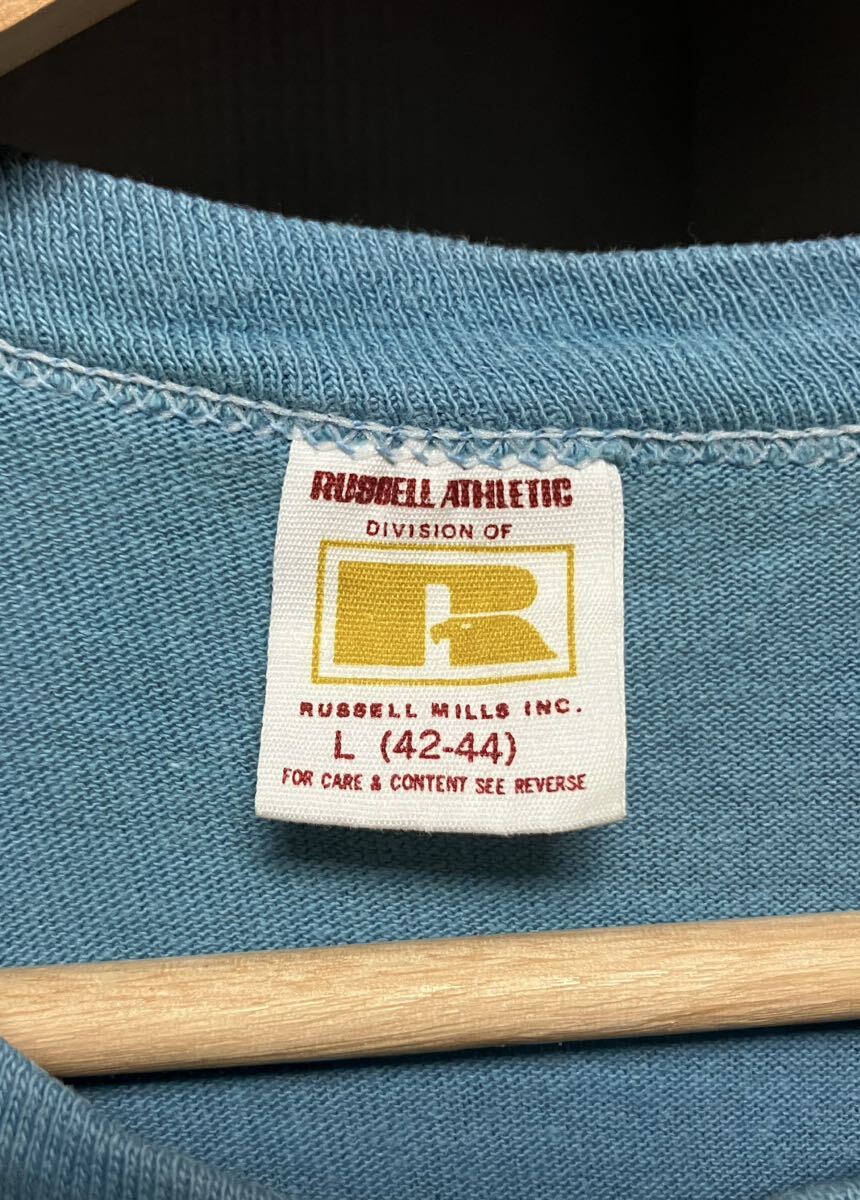 RUSSELL ATHLETIC
DIVISION OF
R
RUSSELL MILLS INC.
L (42-44)
FOR CARE & CONTENT SEE REVERSE